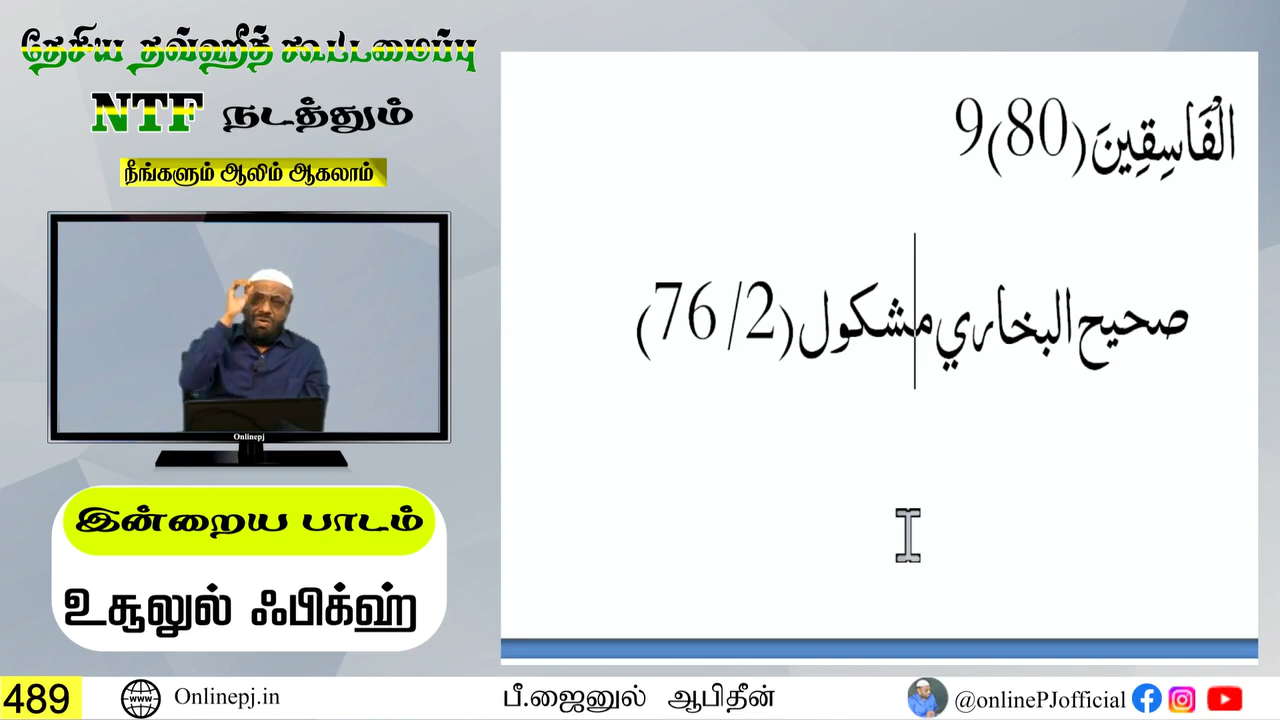 தேசிய தவ்ஹீத் கூட்டமைப்பு
NTF நடத்தும்
நீங்களும் ஆலிம் ஆகலாம்
Onlinepj
இன்றைய பாடம்
உசூலுல் ஃபிக்ஹ்
الْفَاسِقِينَ (80)9
صحيح البخاري مشكول (2/ 76)
489
www
Onlinepj.in
பீ.ஜைனுல் ஆபிதீன்
@onlinePJofficial